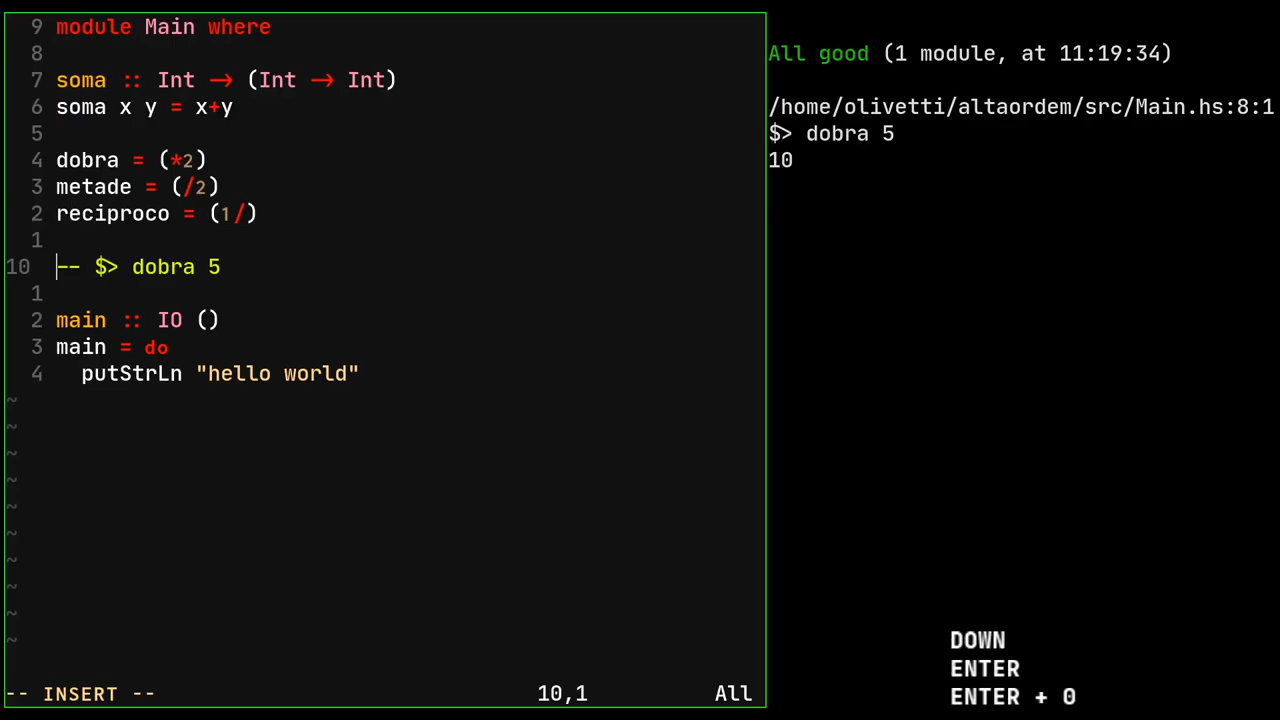 9 module Main where
8
7 soma :: Int → (Int → Int)
6 soma x y = x+y
5
4 dobra = (*2)
3 metade = (/2)
2 reciproco = (1/)
1
10 -- $> dobra 5
1
2 main :: IO ()
3 main = do
4 putStrLn "hello world"
~
~
~
~
~
~
~
~
~
~
-- INSERT -- 10,1 All
All good (1 module, at 11:19:34)
/home/olivetti/altaordem/src/Main.hs:8:1
$> dobra 5
10
DOWN
ENTER
ENTER + O